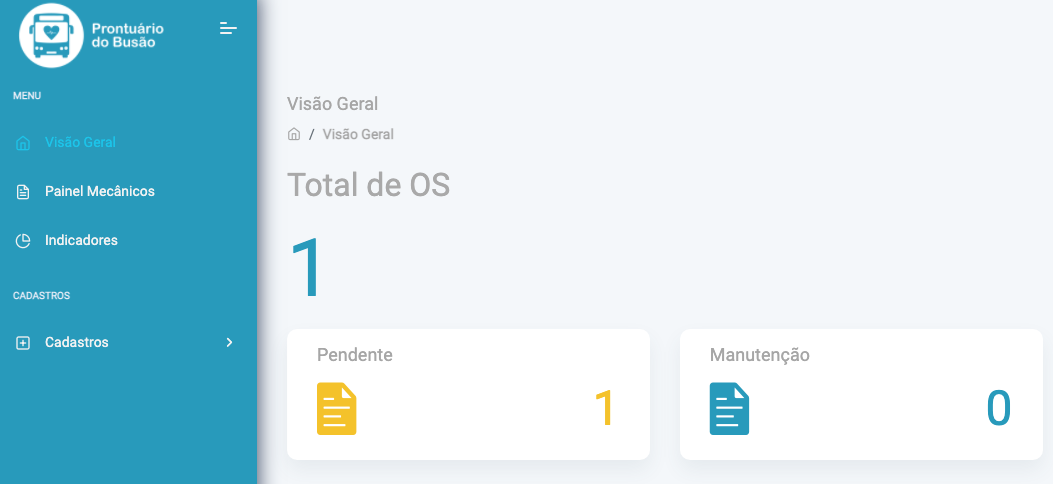 Prontuário
do Busão
MENU
Visão Geral
Painel Mecânicos
Indicadores
CADASTROS
Cadastros
Visão Geral
/ Visão Geral
Total de OS
1
Pendente
1
Manutenção
0